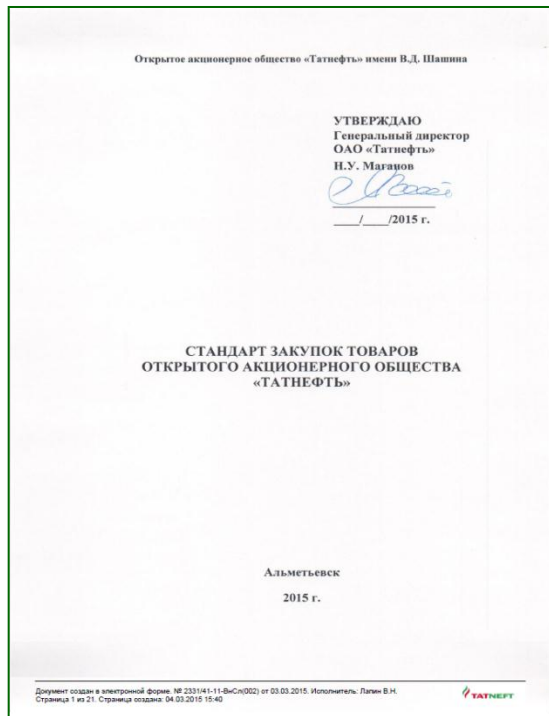 Открытое акционерное общество «Татнефть» имени В.Д. Шашина
УТВЕРЖДАЮ
Генеральный директор
ОАО «Татнефть»
Н.У. Маганов
____/____/2015 г.
СТАНДАРТ ЗАКУПОК ТОВАРОВ
ОТКРЫТОГО АКЦИОНЕРНОГО ОБЩЕСТВА
«ТАТНЕФТЬ»
Альметьевск
2015 г.
Документ создан в электронной форме. № 2331/41-11-ВнСл(002) от 03.03.2015. Исполнитель: Лапин В.Н.
Страница 1 из 21. Страница создана: 04.03.2015 15:40
TATNEFT